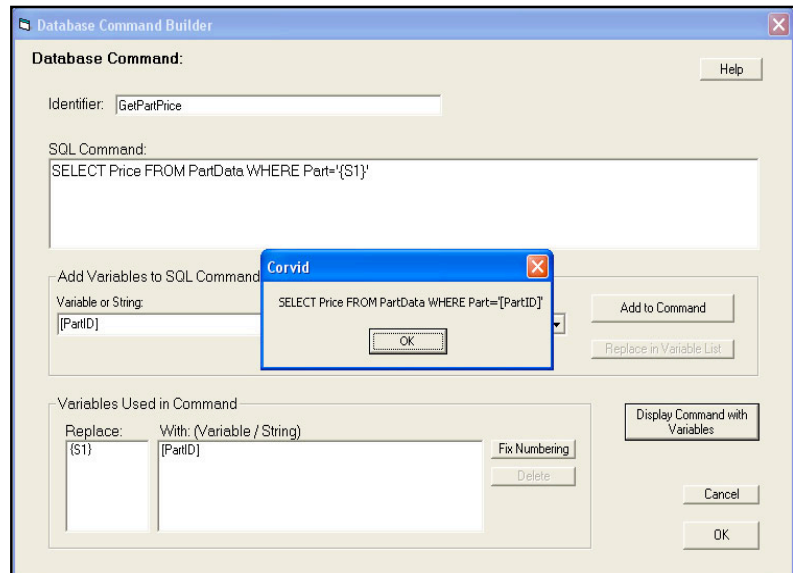 Database Command Builder
Database Command:
Help
Identifier: GetPartPrice
SQL Command:
SELECT Price FROM PartData WHERE Part='{S1}'
Corvid
SELECT Price FROM PartData WHERE Part='[PartID]'
OK
Add Variables to SQL Command
Variable or String:
[PartID]
Add to Command
Replace in Variable List
Variables Used in Command
Replace: With: (Variable / String)
{S1} [PartID]
Fix Numbering
Delete
Display Command with
Variables
Cancel
OK